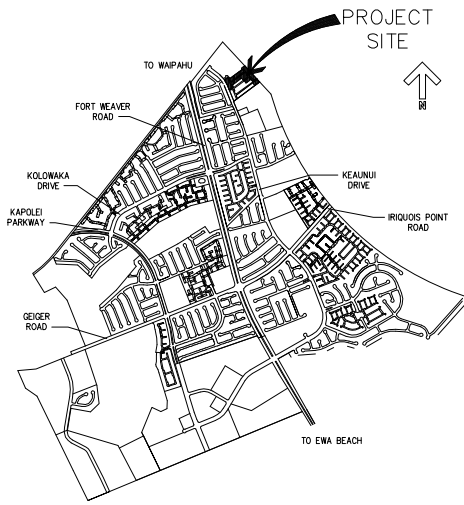 PROJECT
SITE
TO WAIPAHU
N
FORT WEAVER
ROAD
KOLOWAKA
DRIVE
KEAUNUI
DRIVE
KAPOLEI
PARKWAY
IRIQUOIS POINT
ROAD
GEIGER
ROAD
TO EWA BEACH